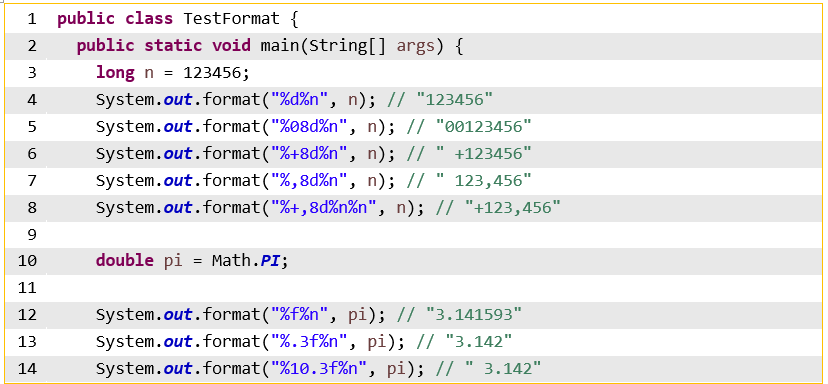 1 public class TestFormat {
2 public static void main(String[] args) {
3 long n = 123456;
4 System.out.format("%d%n", n); // "123456"
5 System.out.format("%08d%n", n); // "00123456"
6 System.out.format("%+8d%n", n); // " +123456"
7 System.out.format("%,8d%n", n); // " 123,456"
8 System.out.format("%+,8d%n%n", n); // "+123,456"
9
10 double pi = Math.PI;
11
12 System.out.format("%f%n", pi); // "3.141593"
13 System.out.format("%.3f%n", pi); // "3.142"
14 System.out.format("%10.3f%n", pi); // " 3.142"